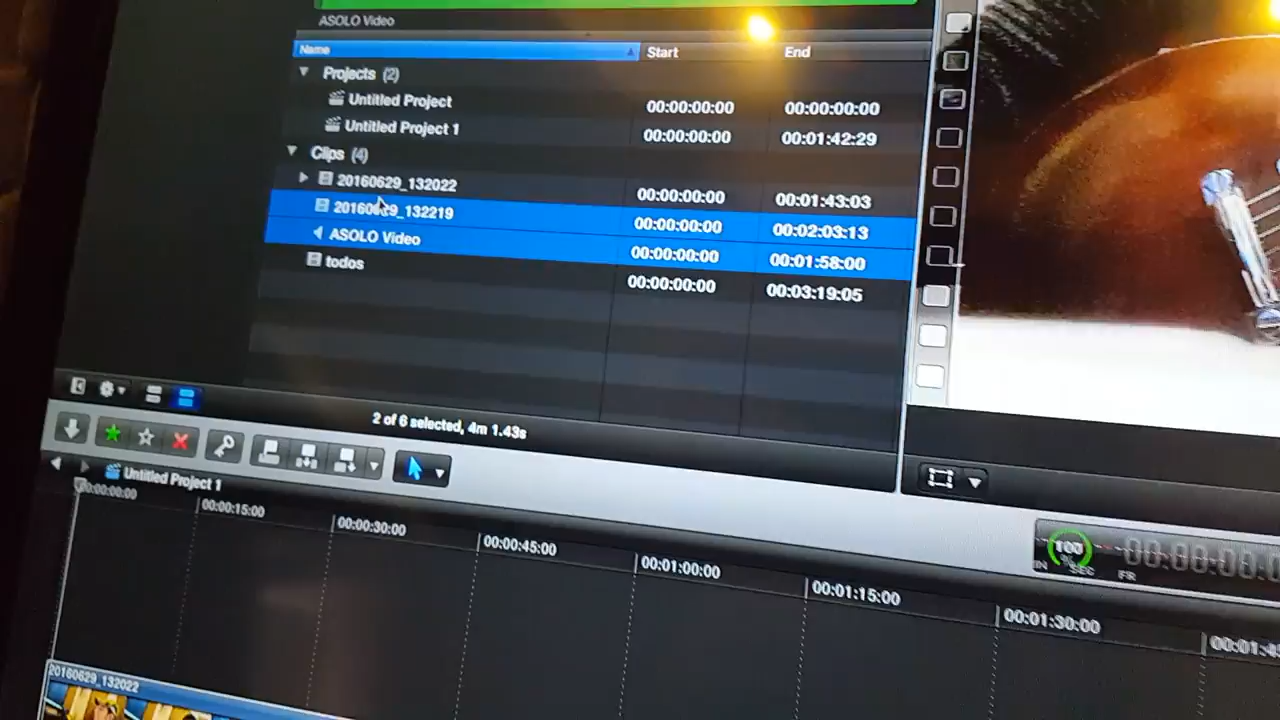 ASOLO Video
Name Start End
Projects (2)
Untitled Project 00:00:00:00 00:00:00:00
Untitled Project 1 00:00:00:00 00:01:42:29
Clips (4)
20160629_132022 00:00:00:00 00:01:43:03
20160629_132219 00:00:00:00 00:02:03:13
ASOLO Video 00:00:00:00 00:01:58:00
todos 00:00:00:00 00:03:19:05
2 of 6 selected, 4m 1.43s
Untitled Project 1
00:00:00:00 00:00:15:00 00:00:30:00 00:00:45:00 00:01:00:00 00:01:15:00 00:01:30:00
100
%
IN SEC FR
20160629_132022